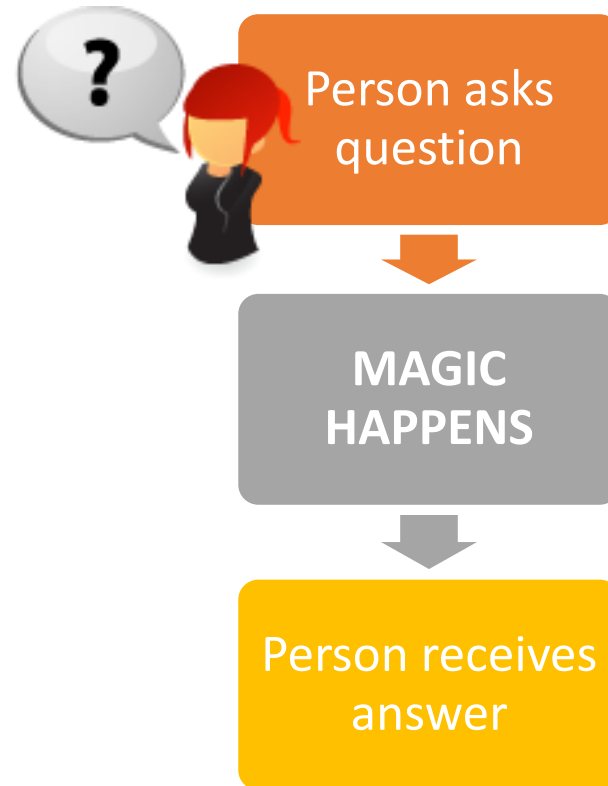 ?
Person asks
question
MAGIC
HAPPENS
Person receives
answer